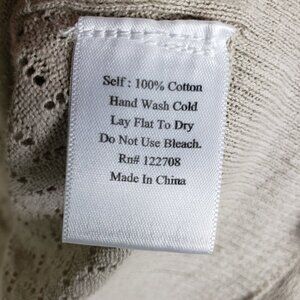 Self : 100% Cotton
Hand Wash Cold
Lay Flat To Dry
Do Not Use Bleach.
Rn# 122708
Made In China